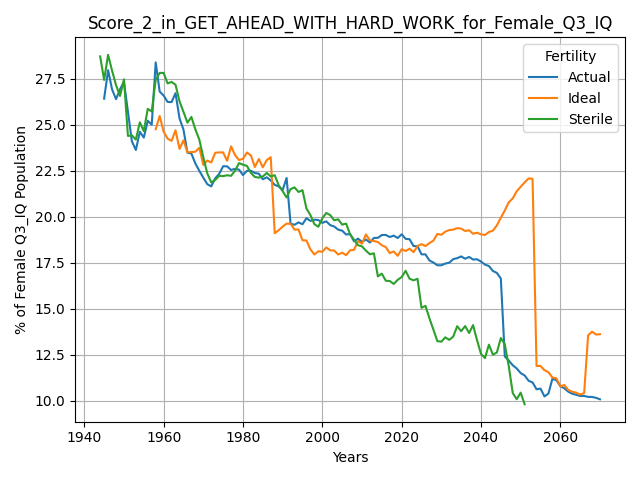 Score_2_in_GET_AHEAD_WITH_HARD_WORK_for_Female_Q3_IQ
Fertility
Actual
Ideal
Sterile
% of Female Q3_IQ Population
27.5
25.0
22.5
20.0
17.5
15.0
12.5
10.0
1940
1960
1980
2000
2020
2040
2060
Years